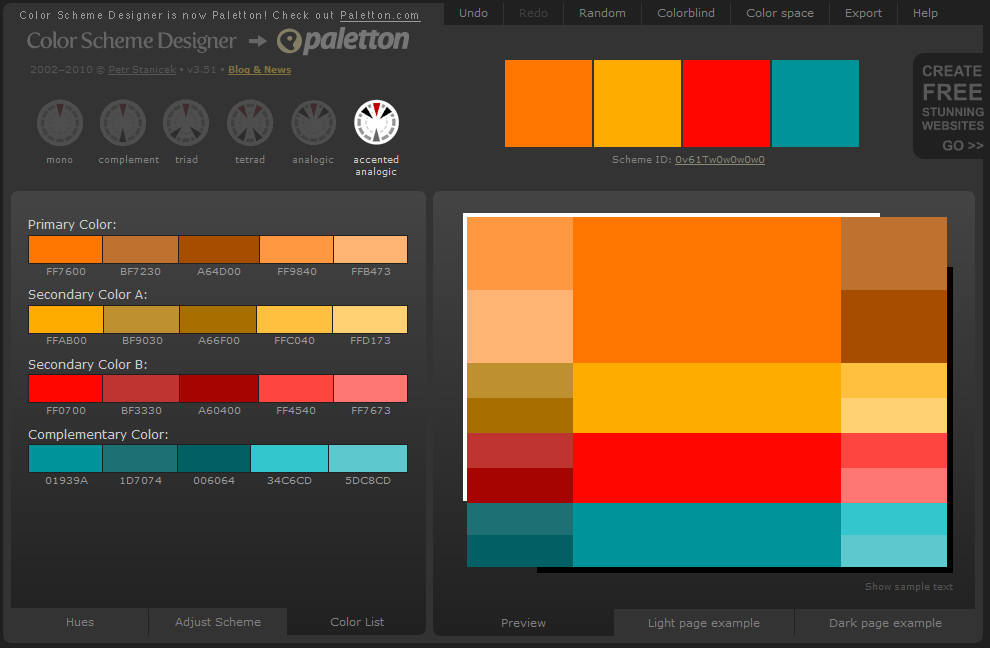 Color Scheme Designer is now Paletton! Check out Paletton.com
Undo Redo Random Colorblind Color space Export Help
Color Scheme Designer paletton
2002–2010 © Petr Stanicek • v3.51 • Blog & News
mono complement triad tetrad analogic accented
analogic
Scheme ID: 0v61Tw0w0w0w0
CREATE
FREE
STUNNING
WEBSITES
GO >>
Primary Color:
FF7600 BF7230 A64D00 FF9840 FFB473
Secondary Color A:
FFAB00 BF9030 A66F00 FFC040 FFD173
Secondary Color B:
FF0700 BF3330 A60400 FF4540 FF7673
Complementary Color:
01939A 1D7074 006064 34C6CD 5DC8CD
Show sample text
Hues Adjust Scheme Color List
Preview Light page example Dark page example